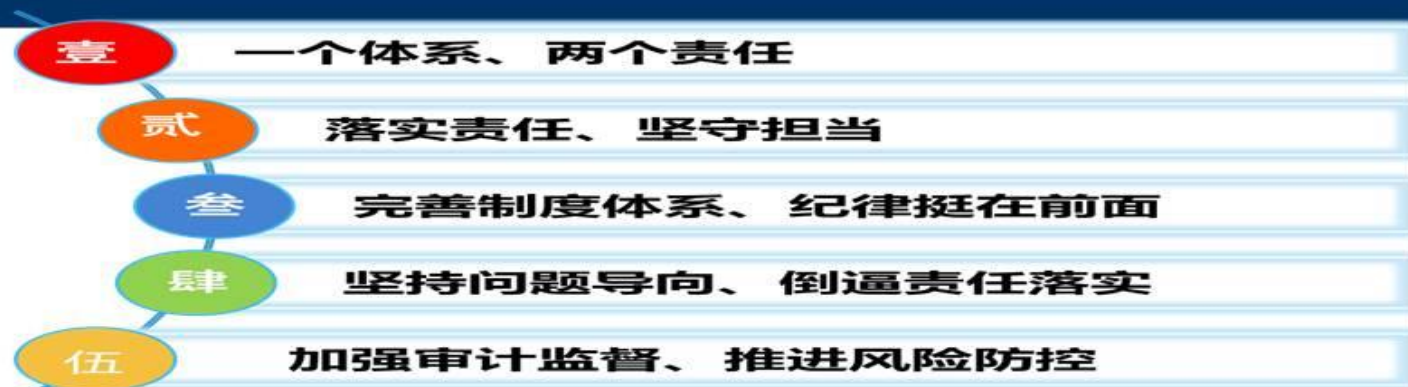 壹 一个体系、两个责任
贰 落实责任、坚守担当
叁 完善制度体系、纪律挺在前面
肆 坚持问题导向、倒逼责任落实
伍 加强审计监督、推进风险防控